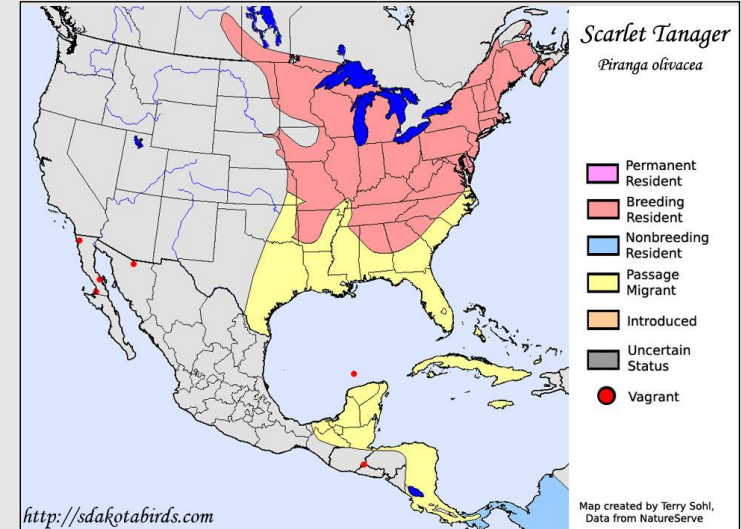 Scarlet Tanager
Piranga olivacea
Permanent
Resident
Breeding
Resident
Nonbreeding
Resident
Passage
Migrant
Introduced
Uncertain
Status
Vagrant
http://sdakotabirds.com
Map created by Terry Sohl,
Data from NatureServe